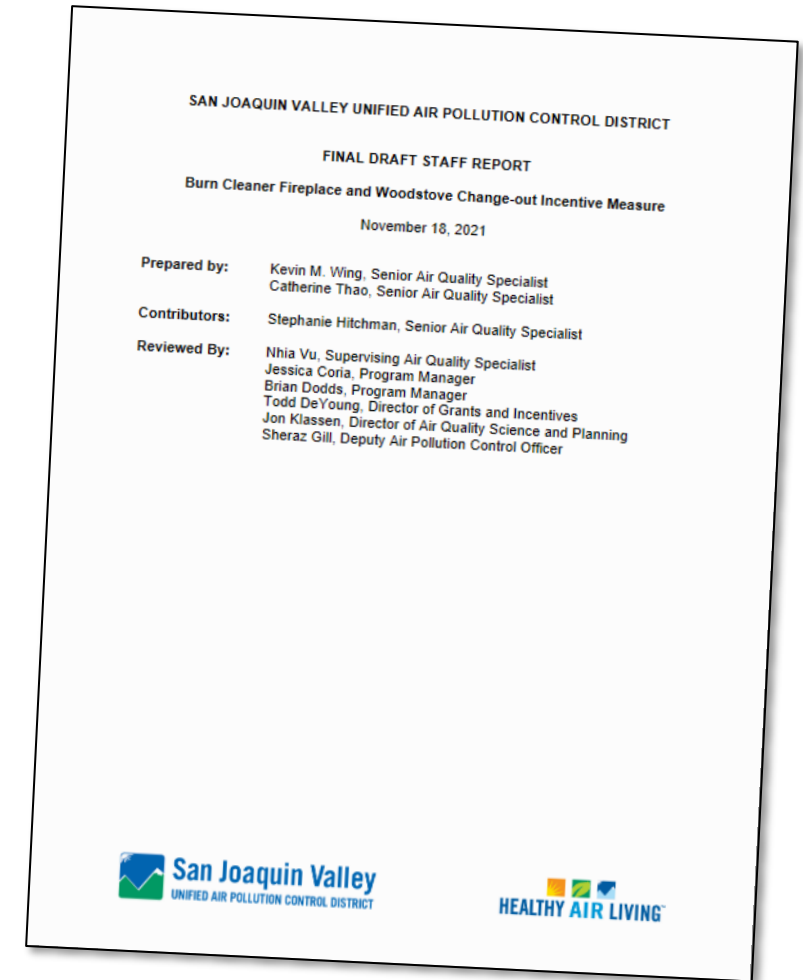 SAN JOAQUIN VALLEY UNIFIED AIR POLLUTION CONTROL DISTRICT
FINAL DRAFT STAFF REPORT
Burn Cleaner Fireplace and Woodstove Change-out Incentive Measure
November 18, 2021
Prepared by: Kevin M. Wing, Senior Air Quality Specialist
Catherine Thao, Senior Air Quality Specialist
Contributors: Stephanie Hitchman, Senior Air Quality Specialist
Reviewed By: Nhia Vu, Supervising Air Quality Specialist
Jessica Coria, Program Manager
Brian Dodds, Program Manager
Todd DeYoung, Director of Grants and Incentives
Jon Klassen, Director of Air Quality Science and Planning
Sheraz Gill, Deputy Air Pollution Control Officer
San Joaquin Valley
UNIFIED AIR POLLUTION CONTROL DISTRICT
HEALTHY AIR LIVING™